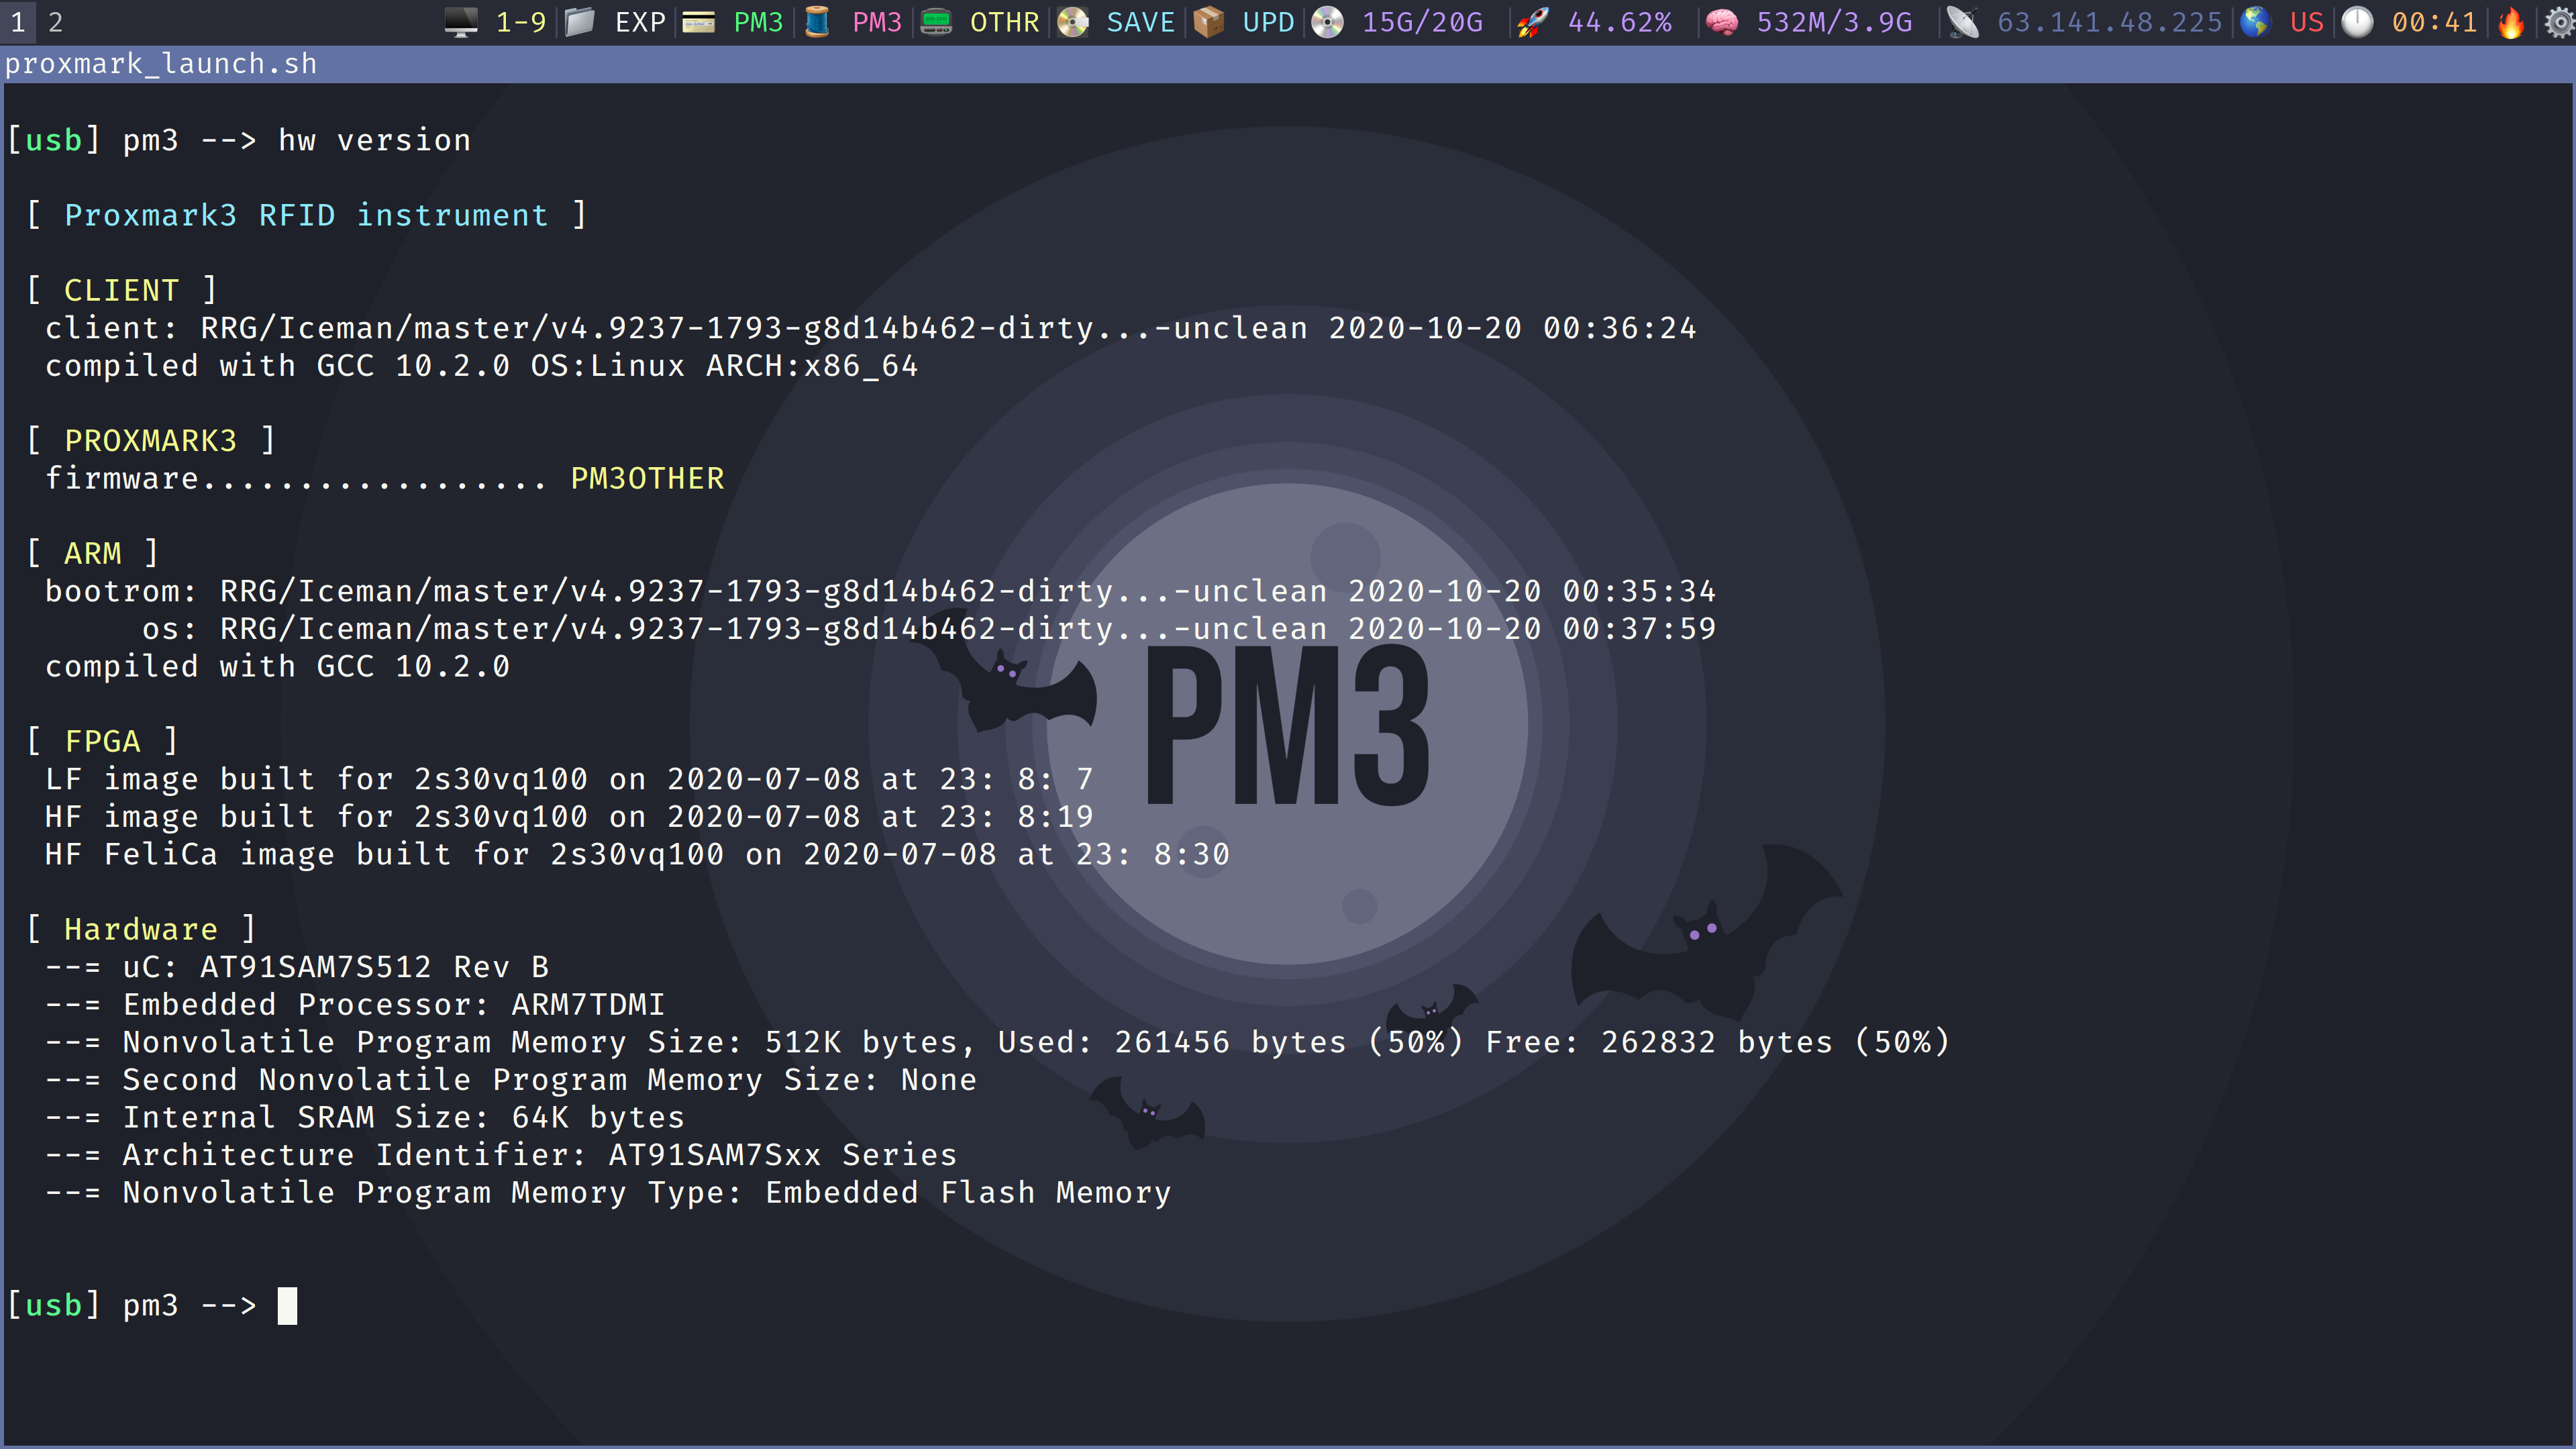 1 2 1-9 EXP PM3 PM3 OTHR SAVE UPD 15G/20G 44.62% 532M/3.9G 63.141.48.225 US 00:41
proxmark_launch.sh
[usb] pm3 --> hw version
[ Proxmark3 RFID instrument ]
[ CLIENT ]
client: RRG/Iceman/master/v4.9237-1793-g8d14b462-dirty...-unclean 2020-10-20 00:36:24
compiled with GCC 10.2.0 OS:Linux ARCH:x86_64
[ PROXMARK3 ]
firmware.................. PM3OTHER
[ ARM ]
bootrom: RRG/Iceman/master/v4.9237-1793-g8d14b462-dirty...-unclean 2020-10-20 00:35:34
os: RRG/Iceman/master/v4.9237-1793-g8d14b462-dirty...-unclean 2020-10-20 00:37:59
compiled with GCC 10.2.0
PM3
[ FPGA ]
LF image built for 2s30vq100 on 2020-07-08 at 23: 8: 7
HF image built for 2s30vq100 on 2020-07-08 at 23: 8:19
HF FeliCa image built for 2s30vq100 on 2020-07-08 at 23: 8:30
[ Hardware ]
--= uC: AT91SAM7S512 Rev B
--= Embedded Processor: ARM7TDMI
--= Nonvolatile Program Memory Size: 512K bytes, Used: 261456 bytes (50%) Free: 262832 bytes (50%)
--= Second Nonvolatile Program Memory Size: None
--= Internal SRAM Size: 64K bytes
--= Architecture Identifier: AT91SAM7Sxx Series
--= Nonvolatile Program Memory Type: Embedded Flash Memory
[usb] pm3 -->